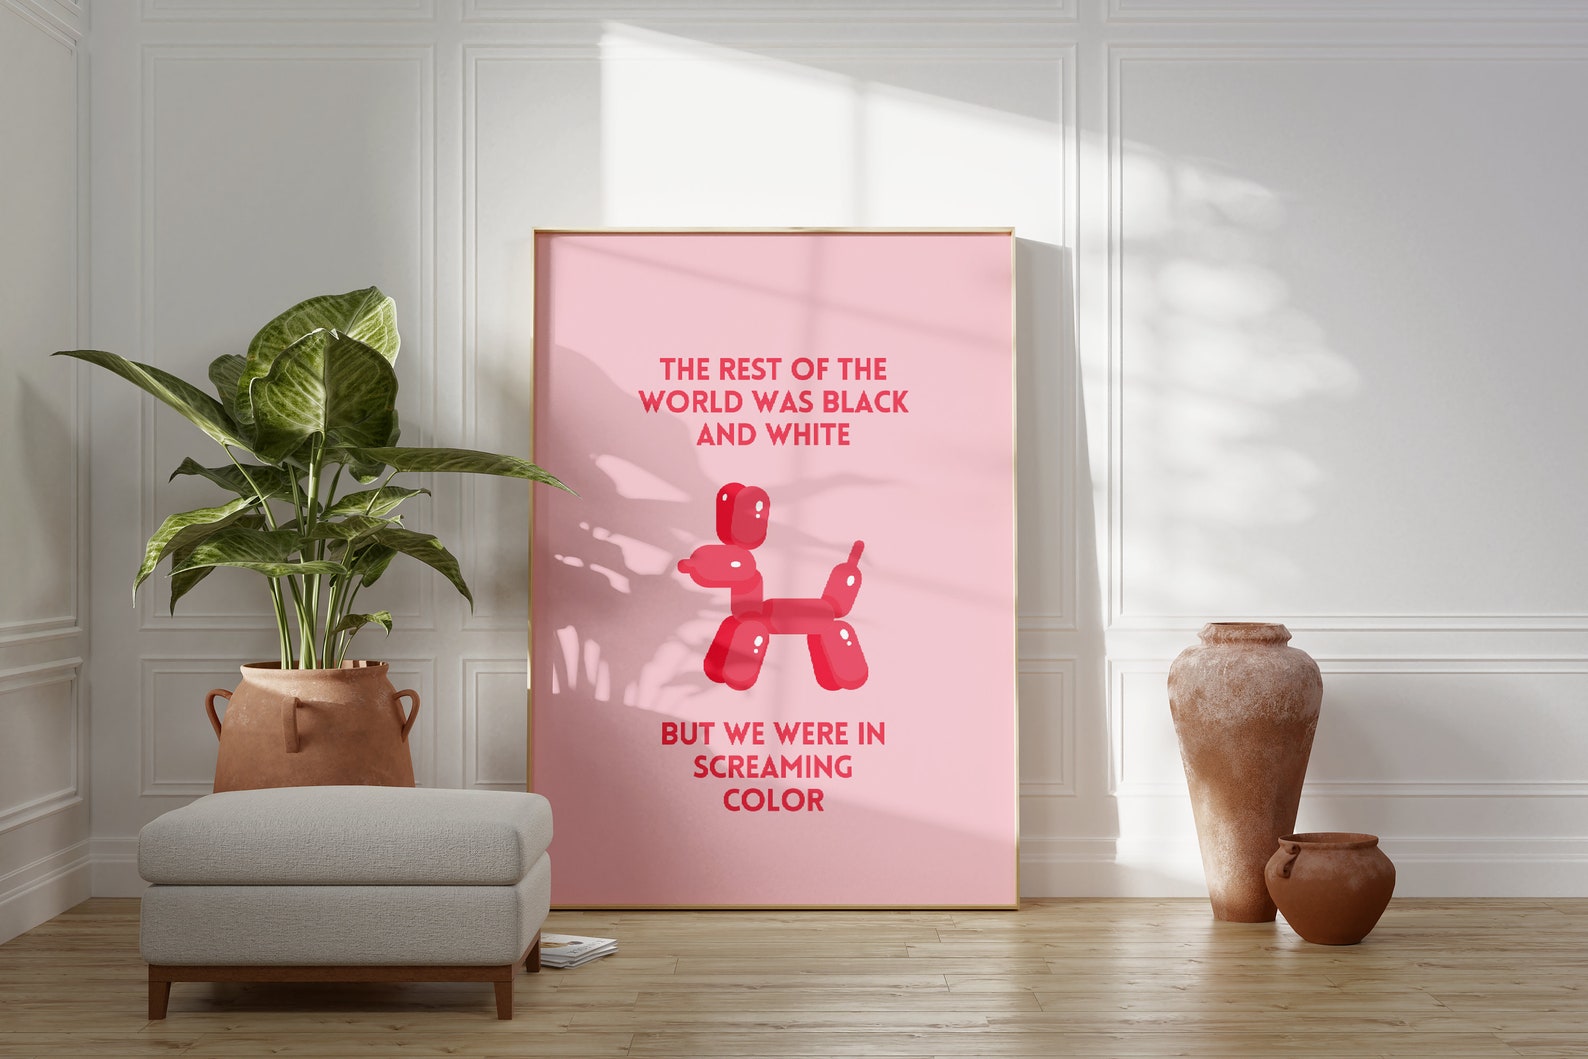 THE REST OF THE
WORLD WAS BLACK
AND WHITE
BUT WE WERE IN
SCREAMING
COLOR